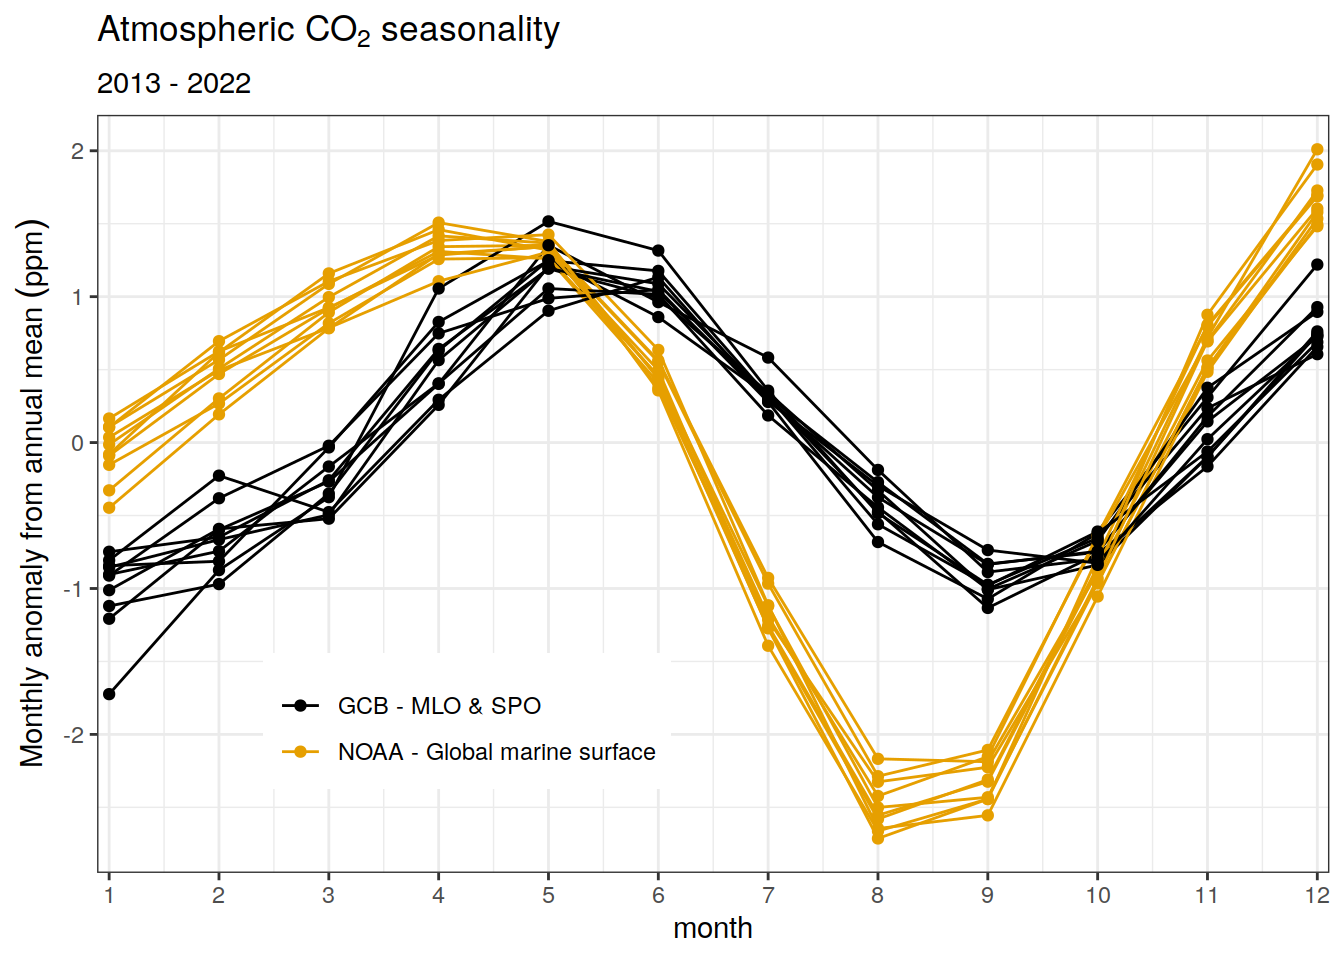 Atmospheric CO₂ seasonality
2013 - 2022
Monthly anomaly from annual mean (ppm)
2
1
0
-1
-2
GCB - MLO & SPO
NOAA - Global marine surface
1 2 3 4 5 6 7 8 9 10 11 12
month